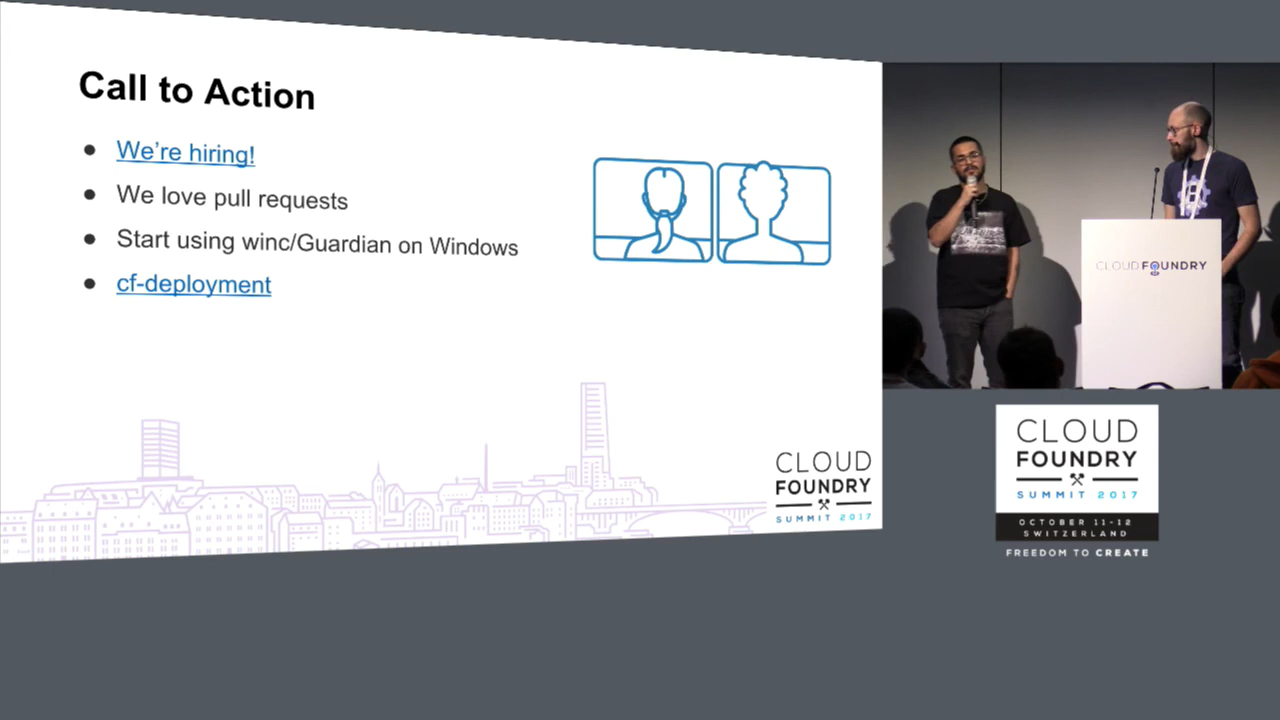 Call to Action
We're hiring!
We love pull requests
Start using winc/Guardian on Windows
cf-deployment
CLOUD
FOUNDRY
SUMMIT 2017
CLOUD FOUNDRY
CLOUD
FOUNDRY
SUMMIT 2017
OCTOBER 11-12
SWITZERLAND
FREEDOM TO CREATE